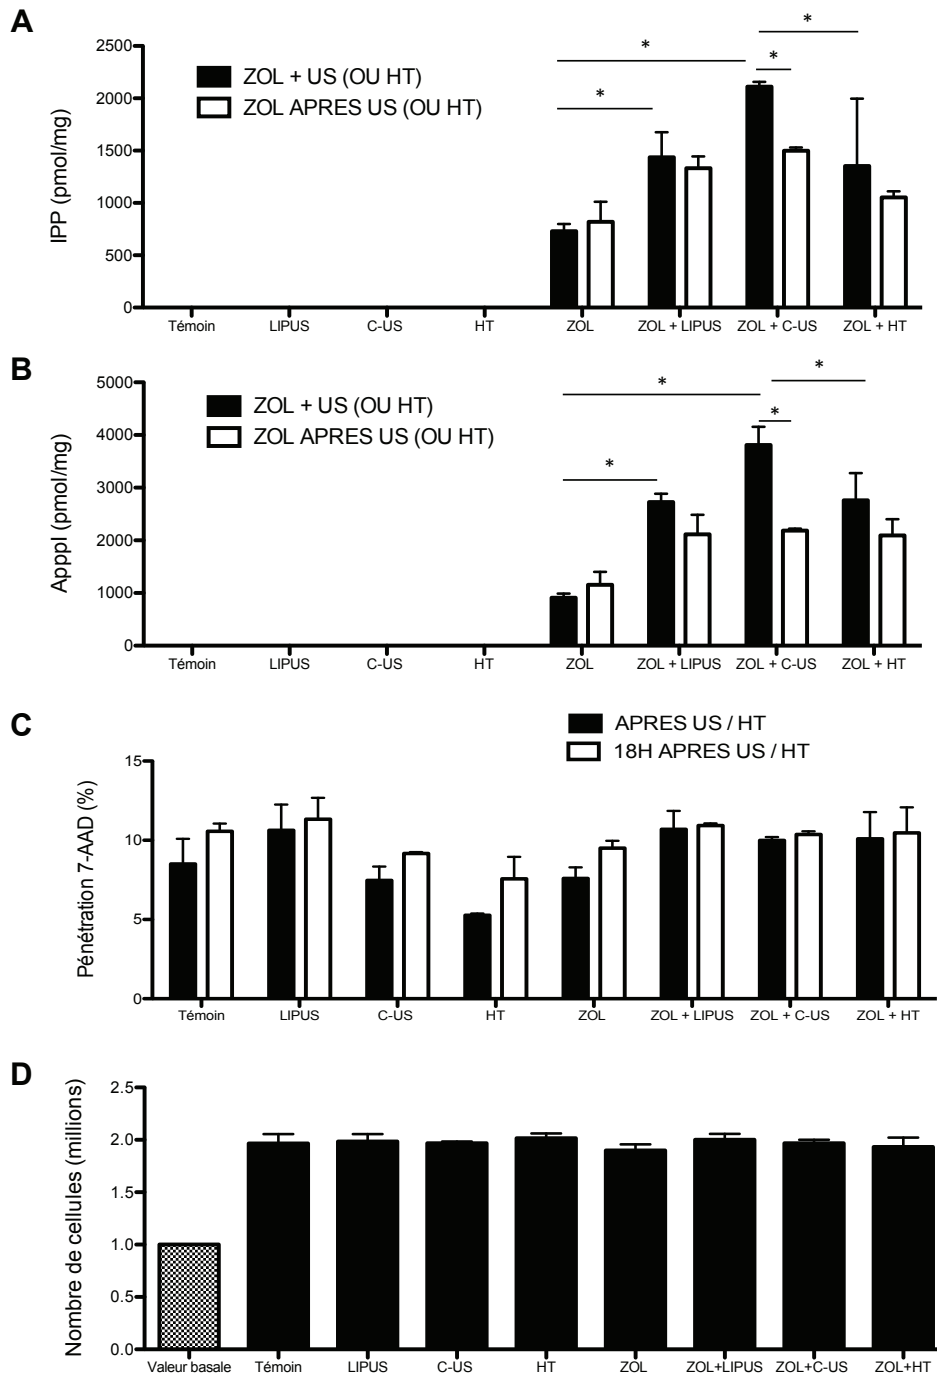 A
IPP (pmol/mg)
2500
2000
1500
1000
500
0
ZOL + US (OU HT)
ZOL APRES US (OU HT)
*
*
*
*
Témoin LIPUS C-US HT ZOL ZOL + LIPUS ZOL + C-US ZOL + HT
B
ApppI (pmol/mg)
5000
4000
3000
2000
1000
0
ZOL + US (OU HT)
ZOL APRES US (OU HT)
*
*
*
*
Témoin LIPUS C-US HT ZOL ZOL + LIPUS ZOL + C-US ZOL + HT
C
Pénétration 7-AAD (%)
15
10
5
0
APRES US / HT
18H APRES US / HT
Témoin LIPUS C-US HT ZOL ZOL + LIPUS ZOL + C-US ZOL + HT
D
Nombre de cellules (millions)
2.5
2.0
1.5
1.0
0.5
0.0
Valeur basale Témoin LIPUS C-US HT ZOL ZOL+LIPUS ZOL+C-US ZOL+HT